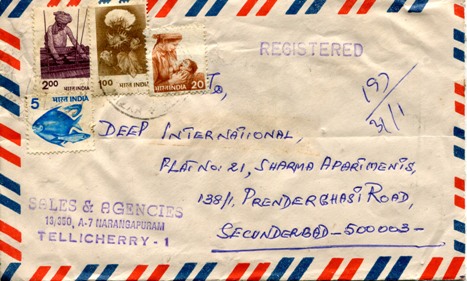 2.00 भारत INDIA
1.00 भारत INDIA
भारत INDIA 20
5 भारत INDIA
REGISTERED
To,
197
31/1
DEEP INTERNATIONAL,
PLAT NO: 21, SHARMA APARTMENTS,
138/1, PRENDERGHASI ROAD,
SECUNDERBAD - 500003 -
SALES & AGENCIES
13,350, A-7 NARANGAPURAM
TELLICHERRY - 1